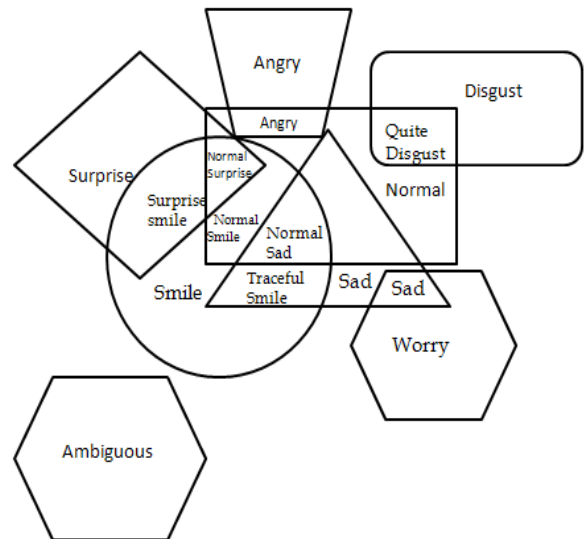 Angry
Disgust
Angry
Quite
Disgust
Normal
Surprise
Surprise
Normal
Surprise
smile
Normal
Smile
Normal
Sad
Traceful
Smile
Sad
Sad
Smile
Worry
Ambiguous